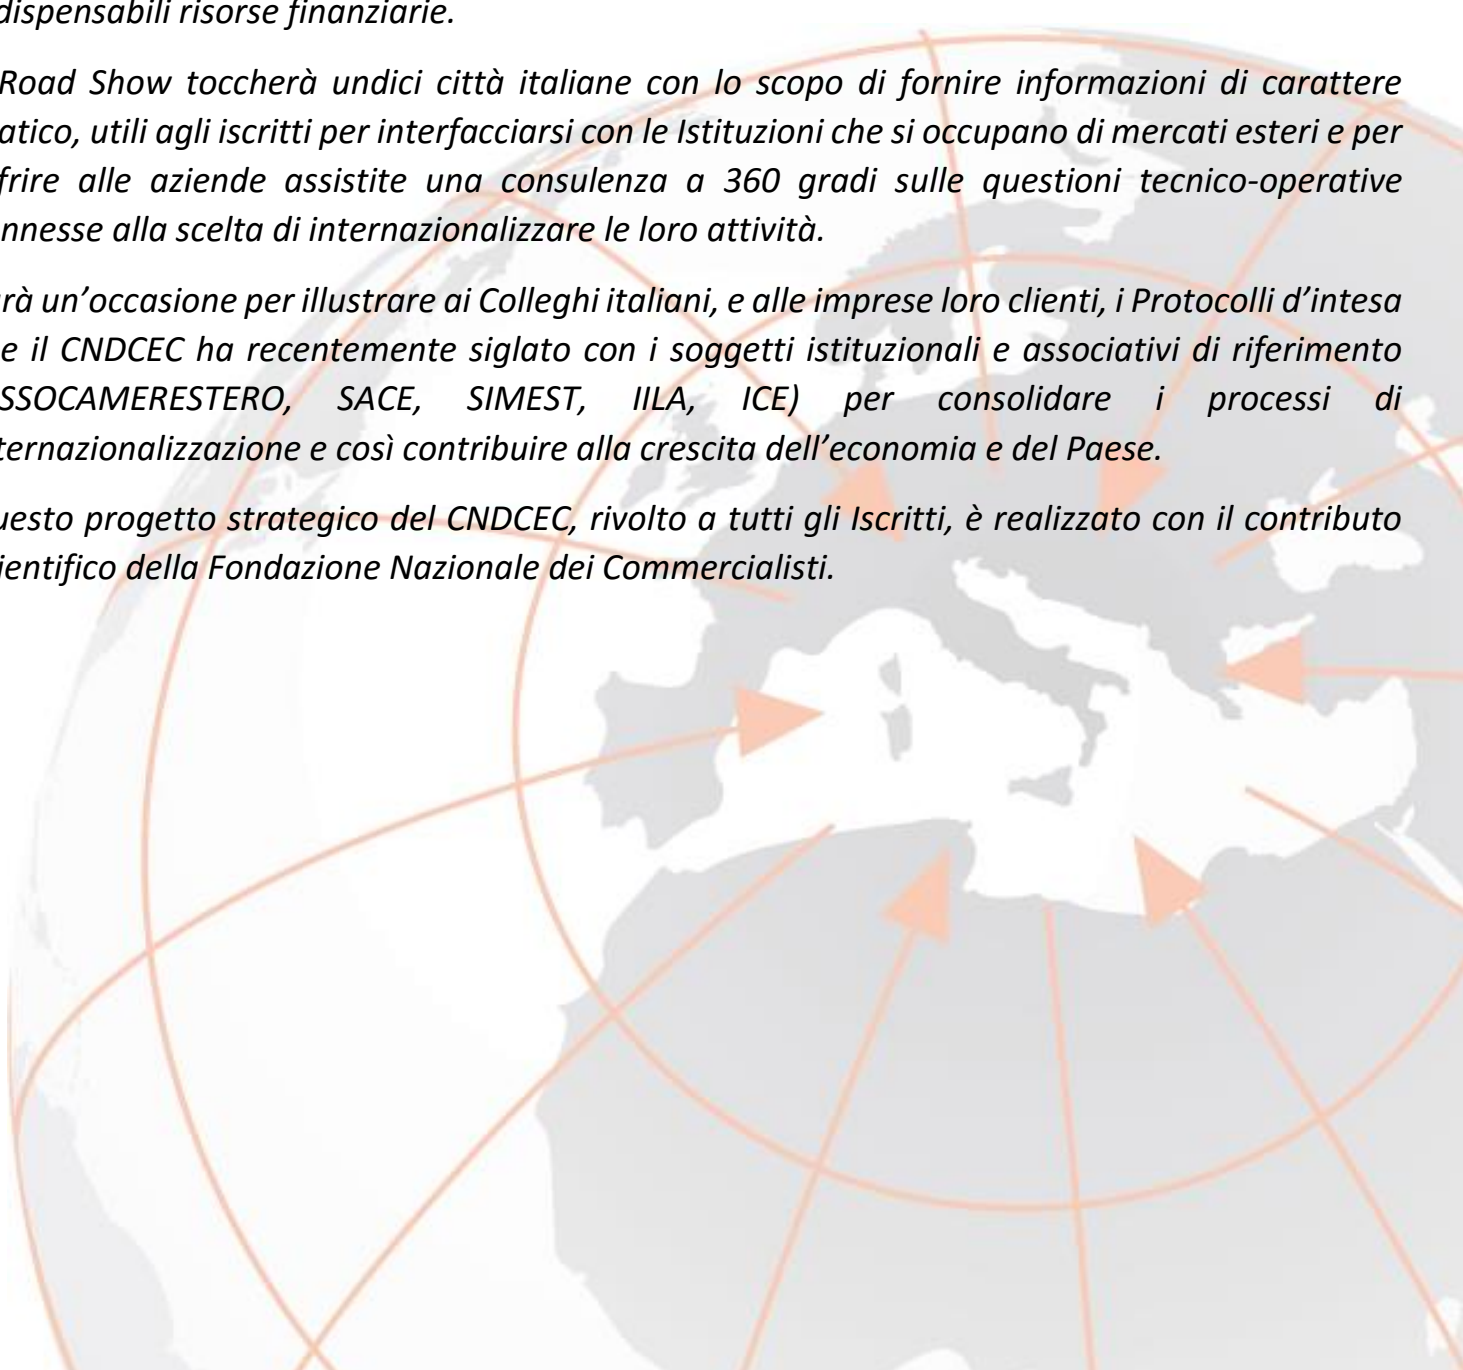 dispensabili risorse finanziarie.
Road Show toccherà undici città italiane con lo scopo di fornire informazioni di carattere
atico, utili agli iscritti per interfacciarsi con le Istituzioni che si occupano di mercati esteri e per
frire alle aziende assistite una consulenza a 360 gradi sulle questioni tecnico-operative
nnesse alla scelta di internazionalizzare le loro attività.
rà un’occasione per illustrare ai Colleghi italiani, e alle imprese loro clienti, i Protocolli d’intesa
e il CNDCEC ha recentemente siglato con i soggetti istituzionali e associativi di riferimento
SSOCAMERESTERO, SACE, SIMEST, IILA, ICE) per consolidare i processi di
ternazionalizzazione e così contribuire alla crescita dell’economia e del Paese.
uesto progetto strategico del CNDCEC, rivolto a tutti gli Iscritti, è realizzato con il contributo
ientifico della Fondazione Nazionale dei Commercialisti.